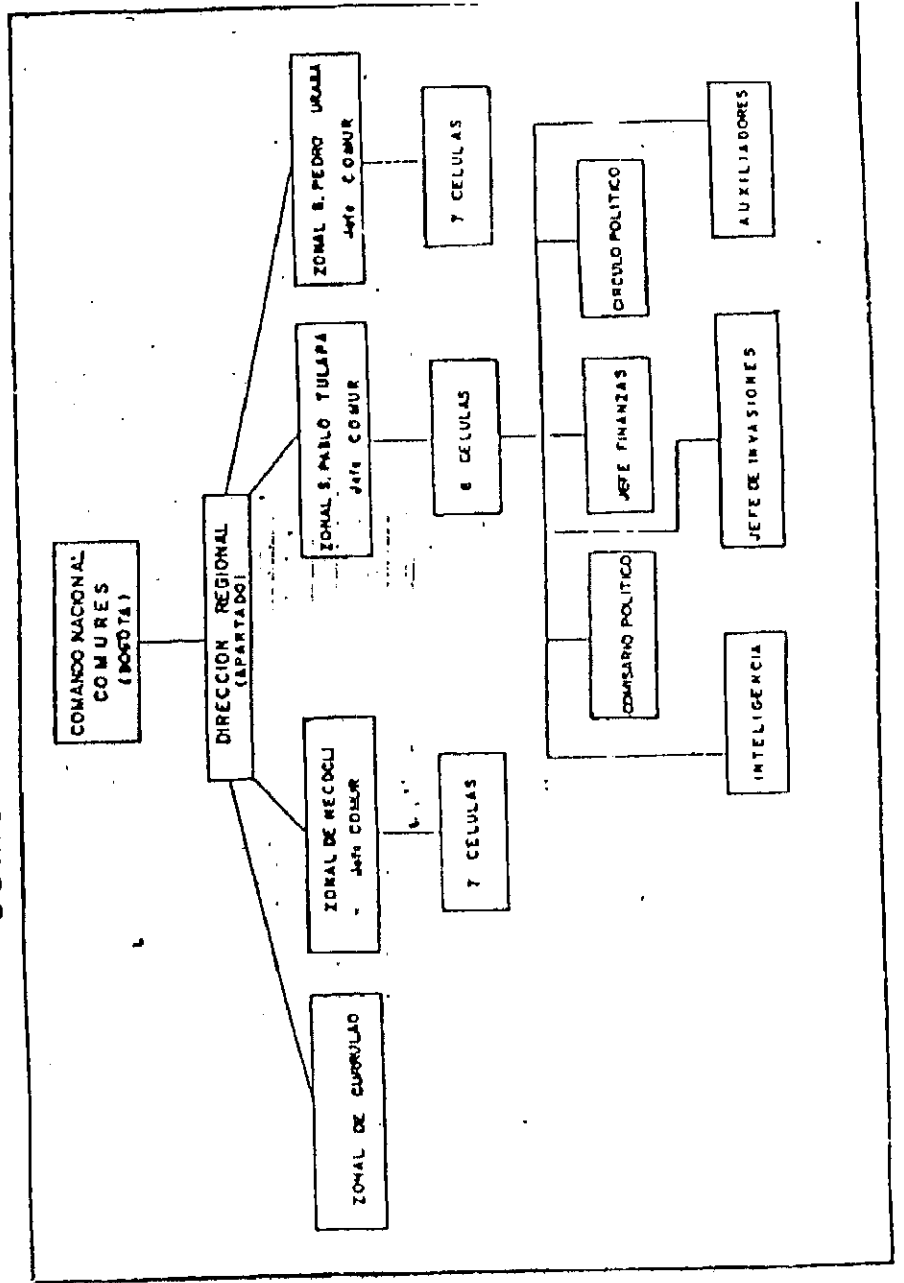 COMANDO NACIONAL
COMURES
(BOGOTA)
DIRECCION REGIONAL
(APARTADO)
ZONAL DE CURRULAO
ZONAL DE NECOCLI
- Jefe COMUR
ZONAL S. PABLO TULAPA
Jefe COMUR
ZONAL S. PEDRO URABA
Jefe COMUR
7 CELULAS
6 CELULAS
7 CELULAS
COMISARIO POLITICO
JEFE FINANZAS
CIRCULO POLITICO
INTELIGENCIA
JEFE DE INVASIONES
AUXILIADORES